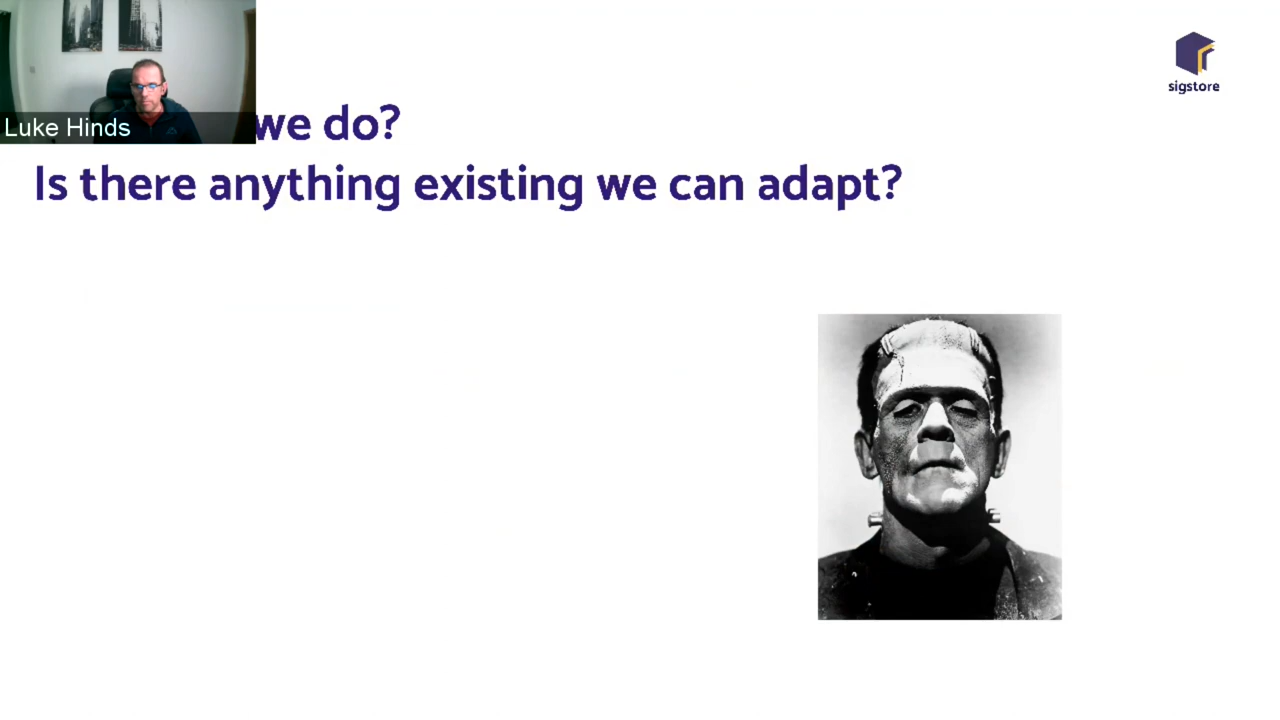 we do?
Is there anything existing we can adapt?
sigstore
Luke Hinds